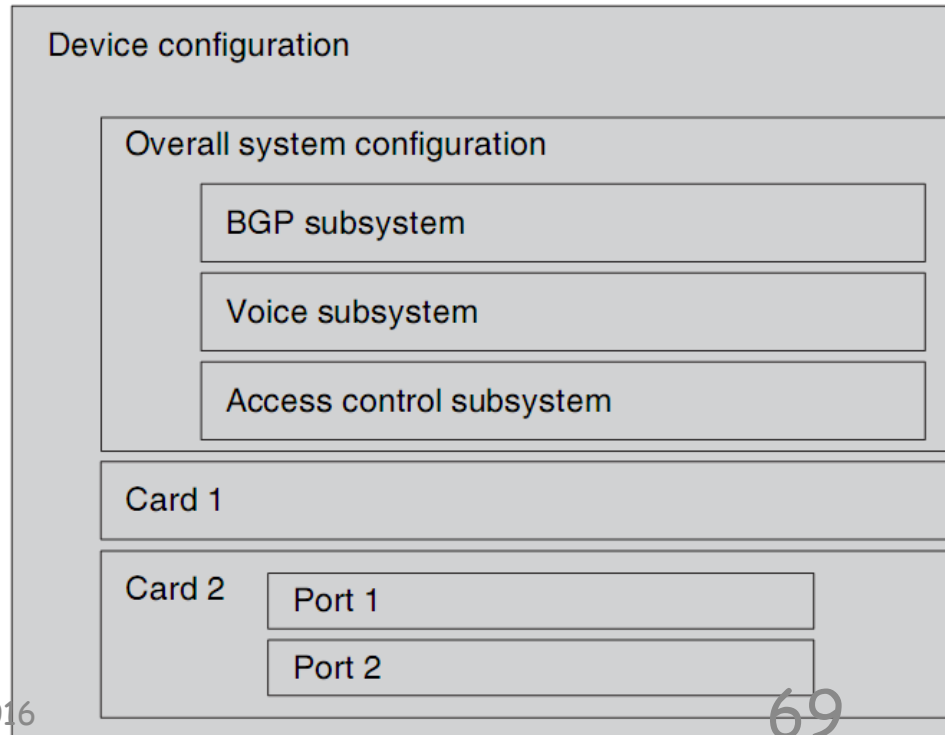 Device configuration
Overall system configuration
BGP subsystem
Voice subsystem
Access control subsystem
Card 1
Card 2
Port 1
Port 2
16
69